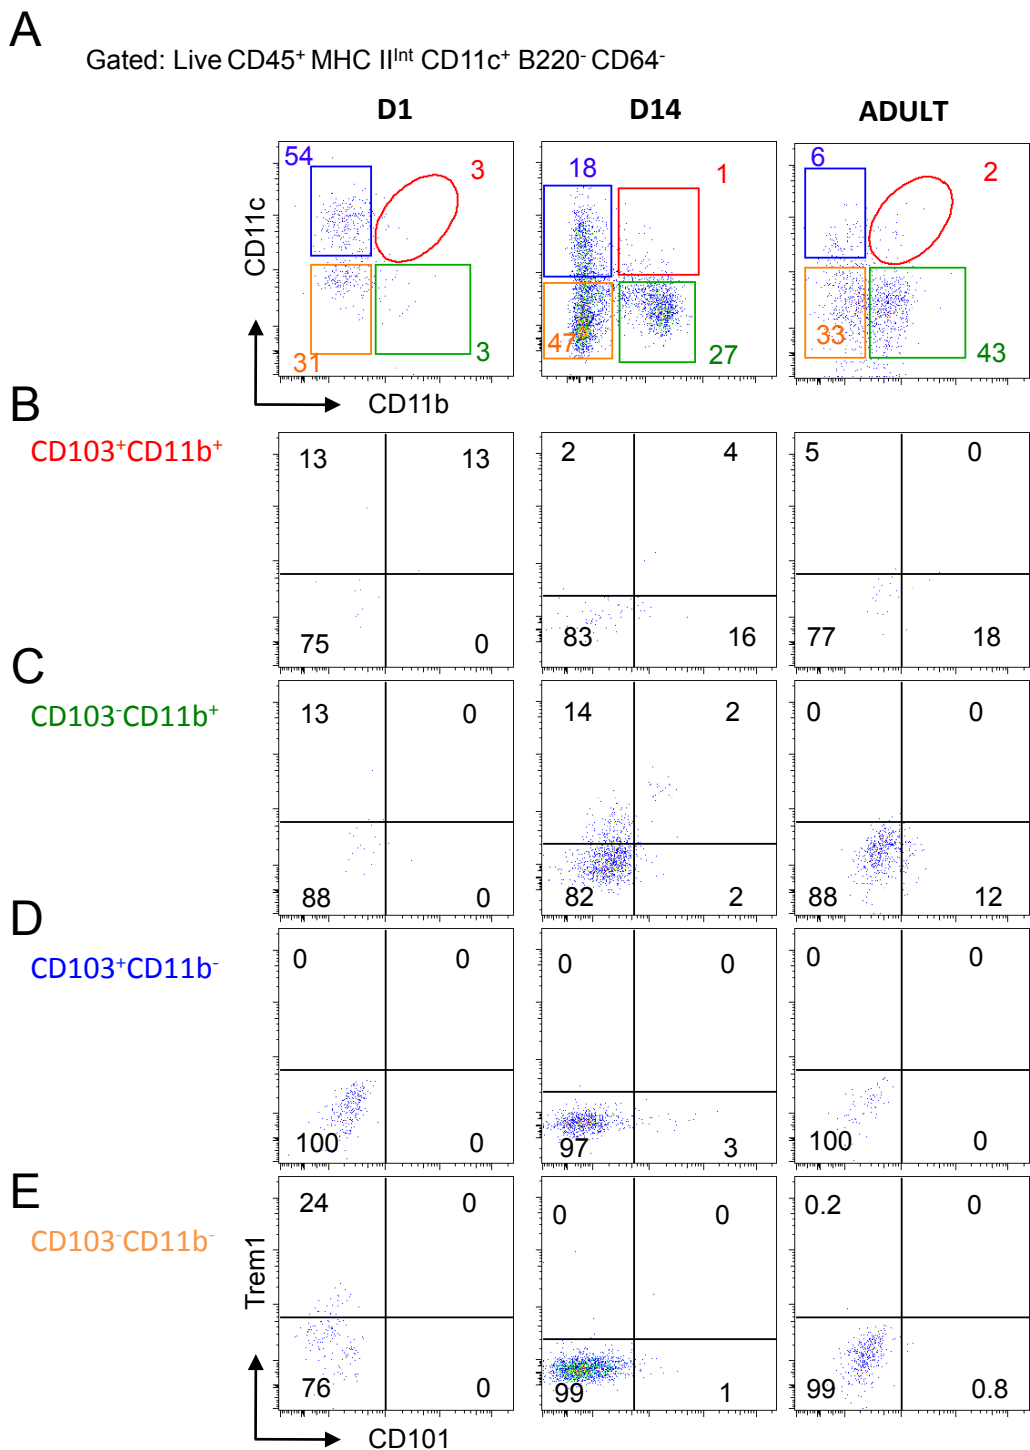 A
Gated: Live CD45+ MHC IIInt CD11c+ B220- CD64-
D1 D14 ADULT
54 3 18 1 6 2
CD11c
31 3 47 27 33 43
CD11b
B
CD103+CD11b+
13 13 2 4 5 0
75 0 83 16 77 18
C
CD103-CD11b+
13 0 14 2 0 0
88 0 82 2 88 12
D
CD103+CD11b-
0 0 0 0 0 0
100 0 97 3 100 0
E
CD103-CD11b-
24 0 0 0 0.2 0
Trem1
76 0 99 1 99 0.8
CD101